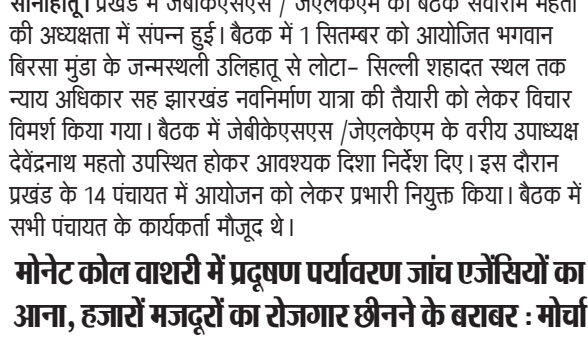 सोनाहातू। प्रखंड में जेबीकेएसएस / जेएलकेएम की बैठक सेवाराम महतो
की अध्यक्षता में संपन्न हुई। बैठक में 1 सितम्बर को आयोजित भगवान
बिरसा मुंडा के जन्मस्थली उलिहातू से लोटा- सिल्ली शहादत स्थल तक
न्याय अधिकार सह झारखंड नवनिर्माण यात्रा की तैयारी को लेकर विचार
विमर्श किया गया। बैठक में जेबीकेएसएस /जेएलकेएम के वरीय उपाध्यक्ष
देवेंद्रनाथ महतो उपस्थित होकर आवश्यक दिशा निर्देश दिए। इस दौरान
प्रखंड के 14 पंचायत में आयोजन को लेकर प्रभारी नियुक्त किया। बैठक में
सभी पंचायत के कार्यकर्ता मौजूद थे।
मोनेट कोल वाशरी में प्रदूषण पर्यावरण जांच एजेंसियों का
आना, हजारों मजदूरों का रोजगार छीनने के बराबर : मोर्चा